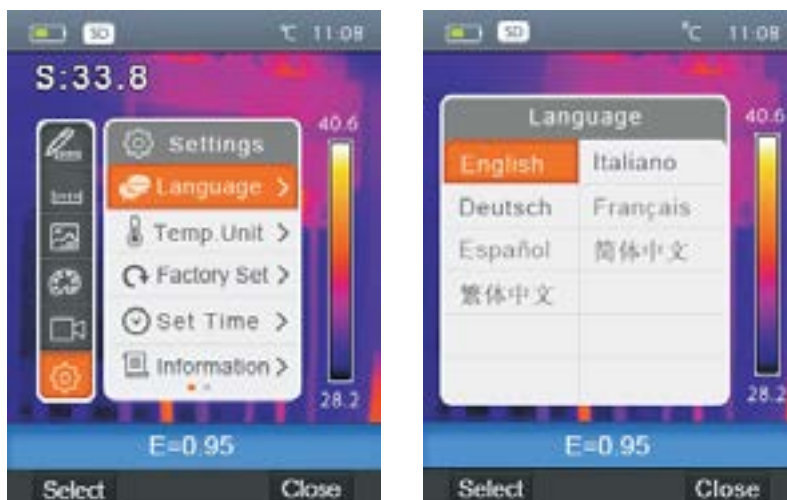 SD
℃ 11:08
S:33.8
40.6
Settings
Language >
Temp.Unit >
Factory Set >
Set Time >
Information >
28.2
E=0.95
Select Close
SD
℃ 11:08
Language
40.6
English Italiano
Deutsch Français
Español 简体中文
繁体中文
28.2
E=0.95
Select Close